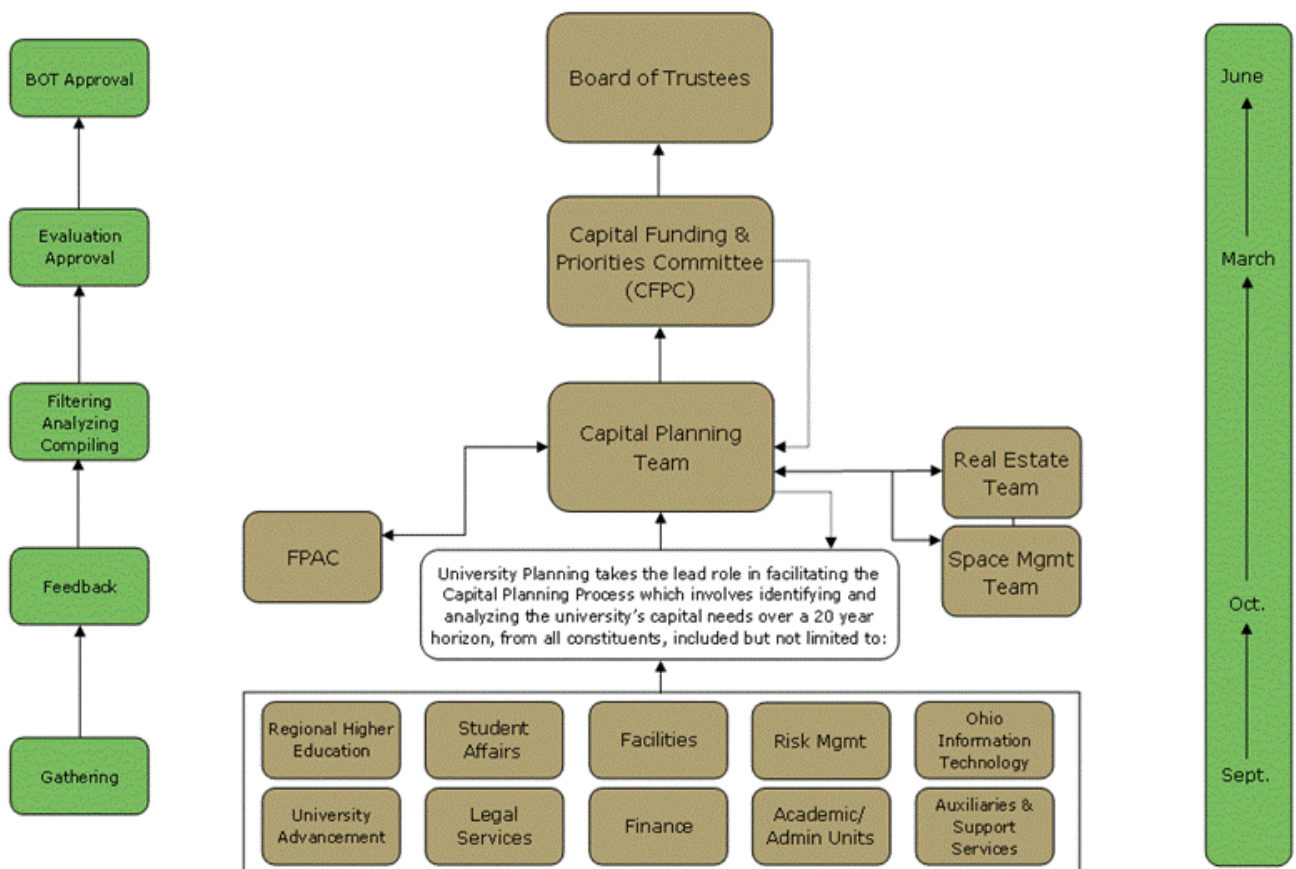 BOT Approval
Evaluation
Approval
Filtering
Analyzing
Compiling
Feedback
Gathering
Board of Trustees
Capital Funding &
Priorities Committee
(CFPC)
Capital Planning
Team
FPAC
Real Estate
Team
Space Mgmt
Team
University Planning takes the lead role in facilitating the
Capital Planning Process which involves identifying and
analyzing the university's capital needs over a 20 year
horizon, from all constituents, included but not limited to:
Regional Higher
Education
Student
Affairs
Facilities
Risk Mgmt
Ohio
Information
Technology
University
Advancement
Legal
Services
Finance
Academic/
Admin Units
Auxiliaries &
Support
Services
June
March
Oct.
Sept.